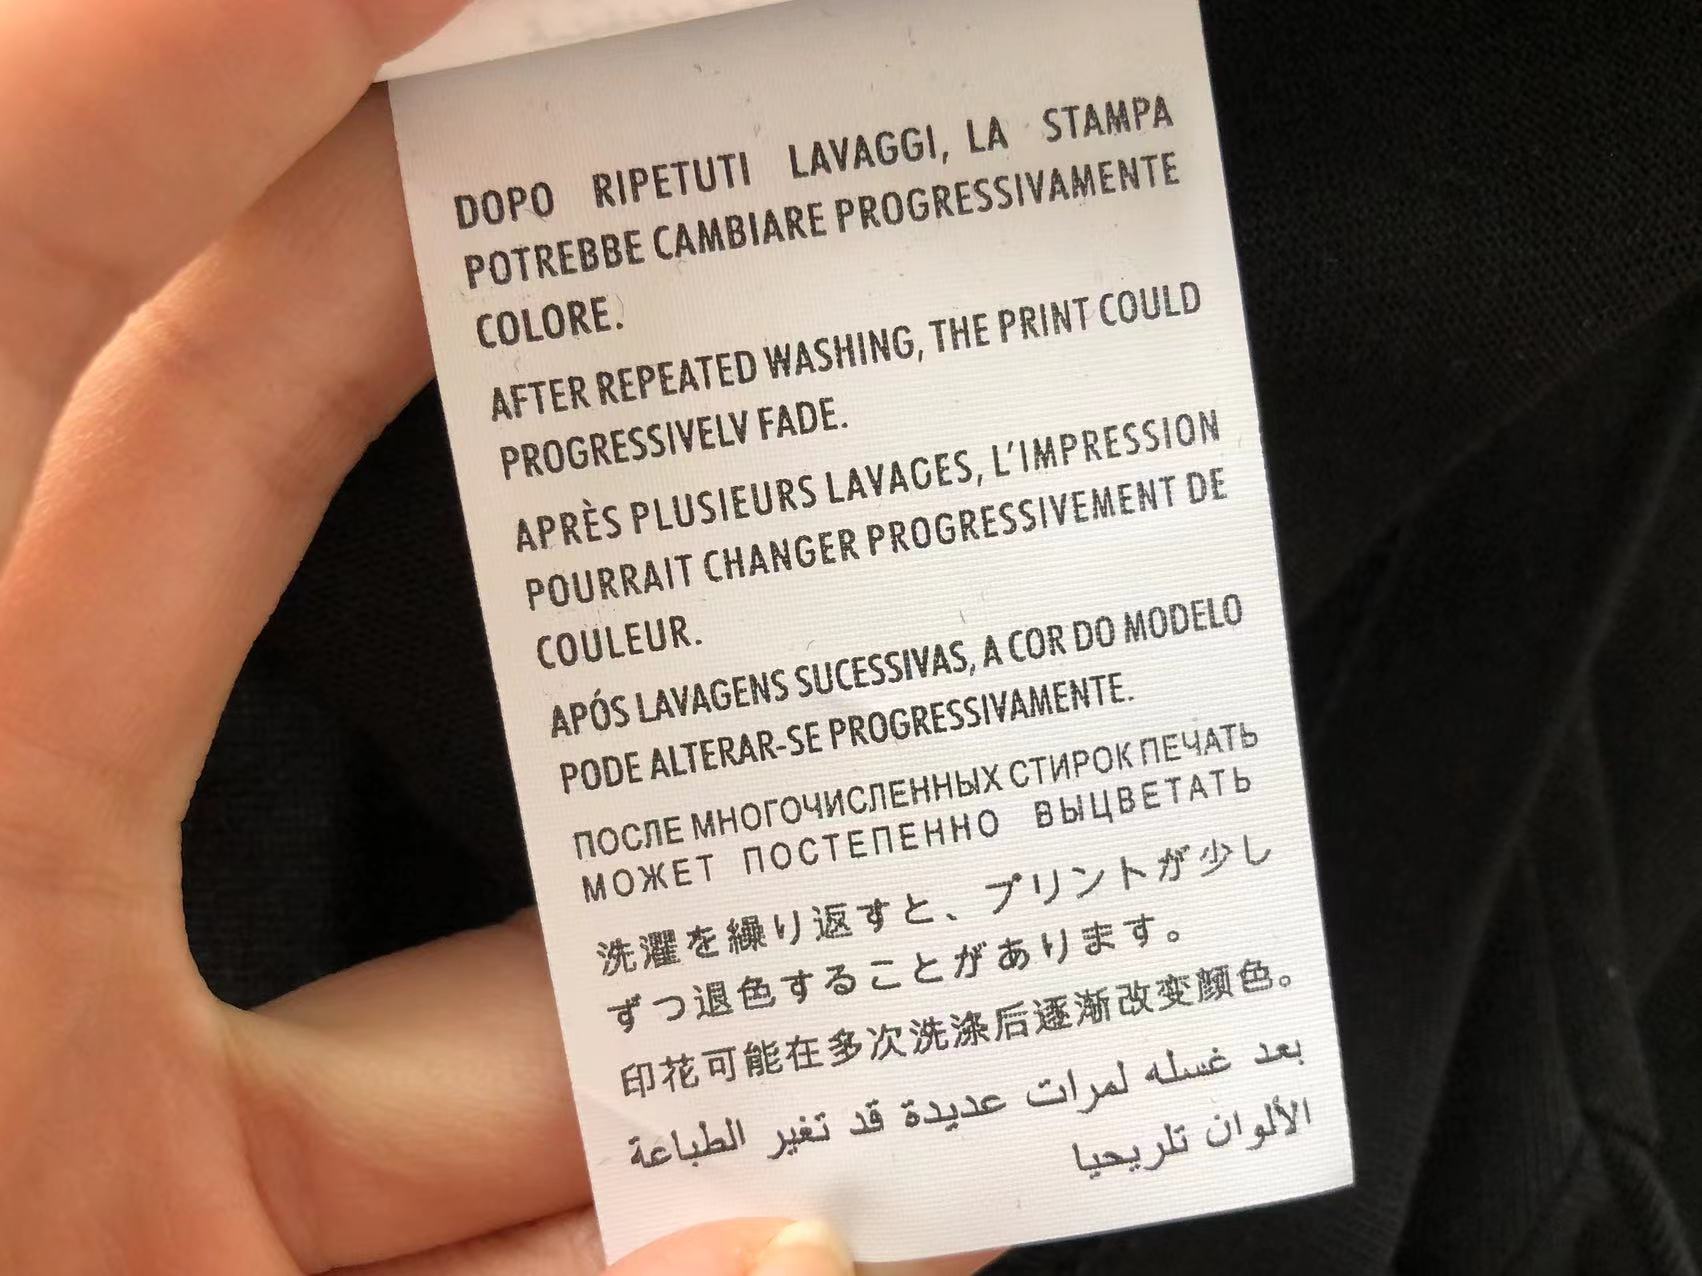 DOPO RIPETUTI LAVAGGI, LA STAMPA
POTREBBE CAMBIARE PROGRESSIVAMENTE
COLORE.
AFTER REPEATED WASHING, THE PRINT COULD
PROGRESSIVELV FADE.
APRÈS PLUSIEURS LAVAGES, L'IMPRESSION
POURRAIT CHANGER PROGRESSIVEMENT DE
COULEUR.
APÓS LAVAGENS SUCESSIVAS, A COR DO MODELO
PODE ALTERAR-SE PROGRESSIVAMENTE.
ПОСЛЕ МНОГОЧИСЛЕННЫХ СТИРОК ПЕЧАТЬ
МОЖЕТ ПОСТЕПЕННО ВЫЦВЕТАТЬ
洗濯を繰り返すと、プリントが少し
ずつ退色することがあります。
印花可能在多次洗涤后逐渐改变颜色。
بعد غسله لمرات عديدة قد تغير الطباعة
الألوان تلريحيا